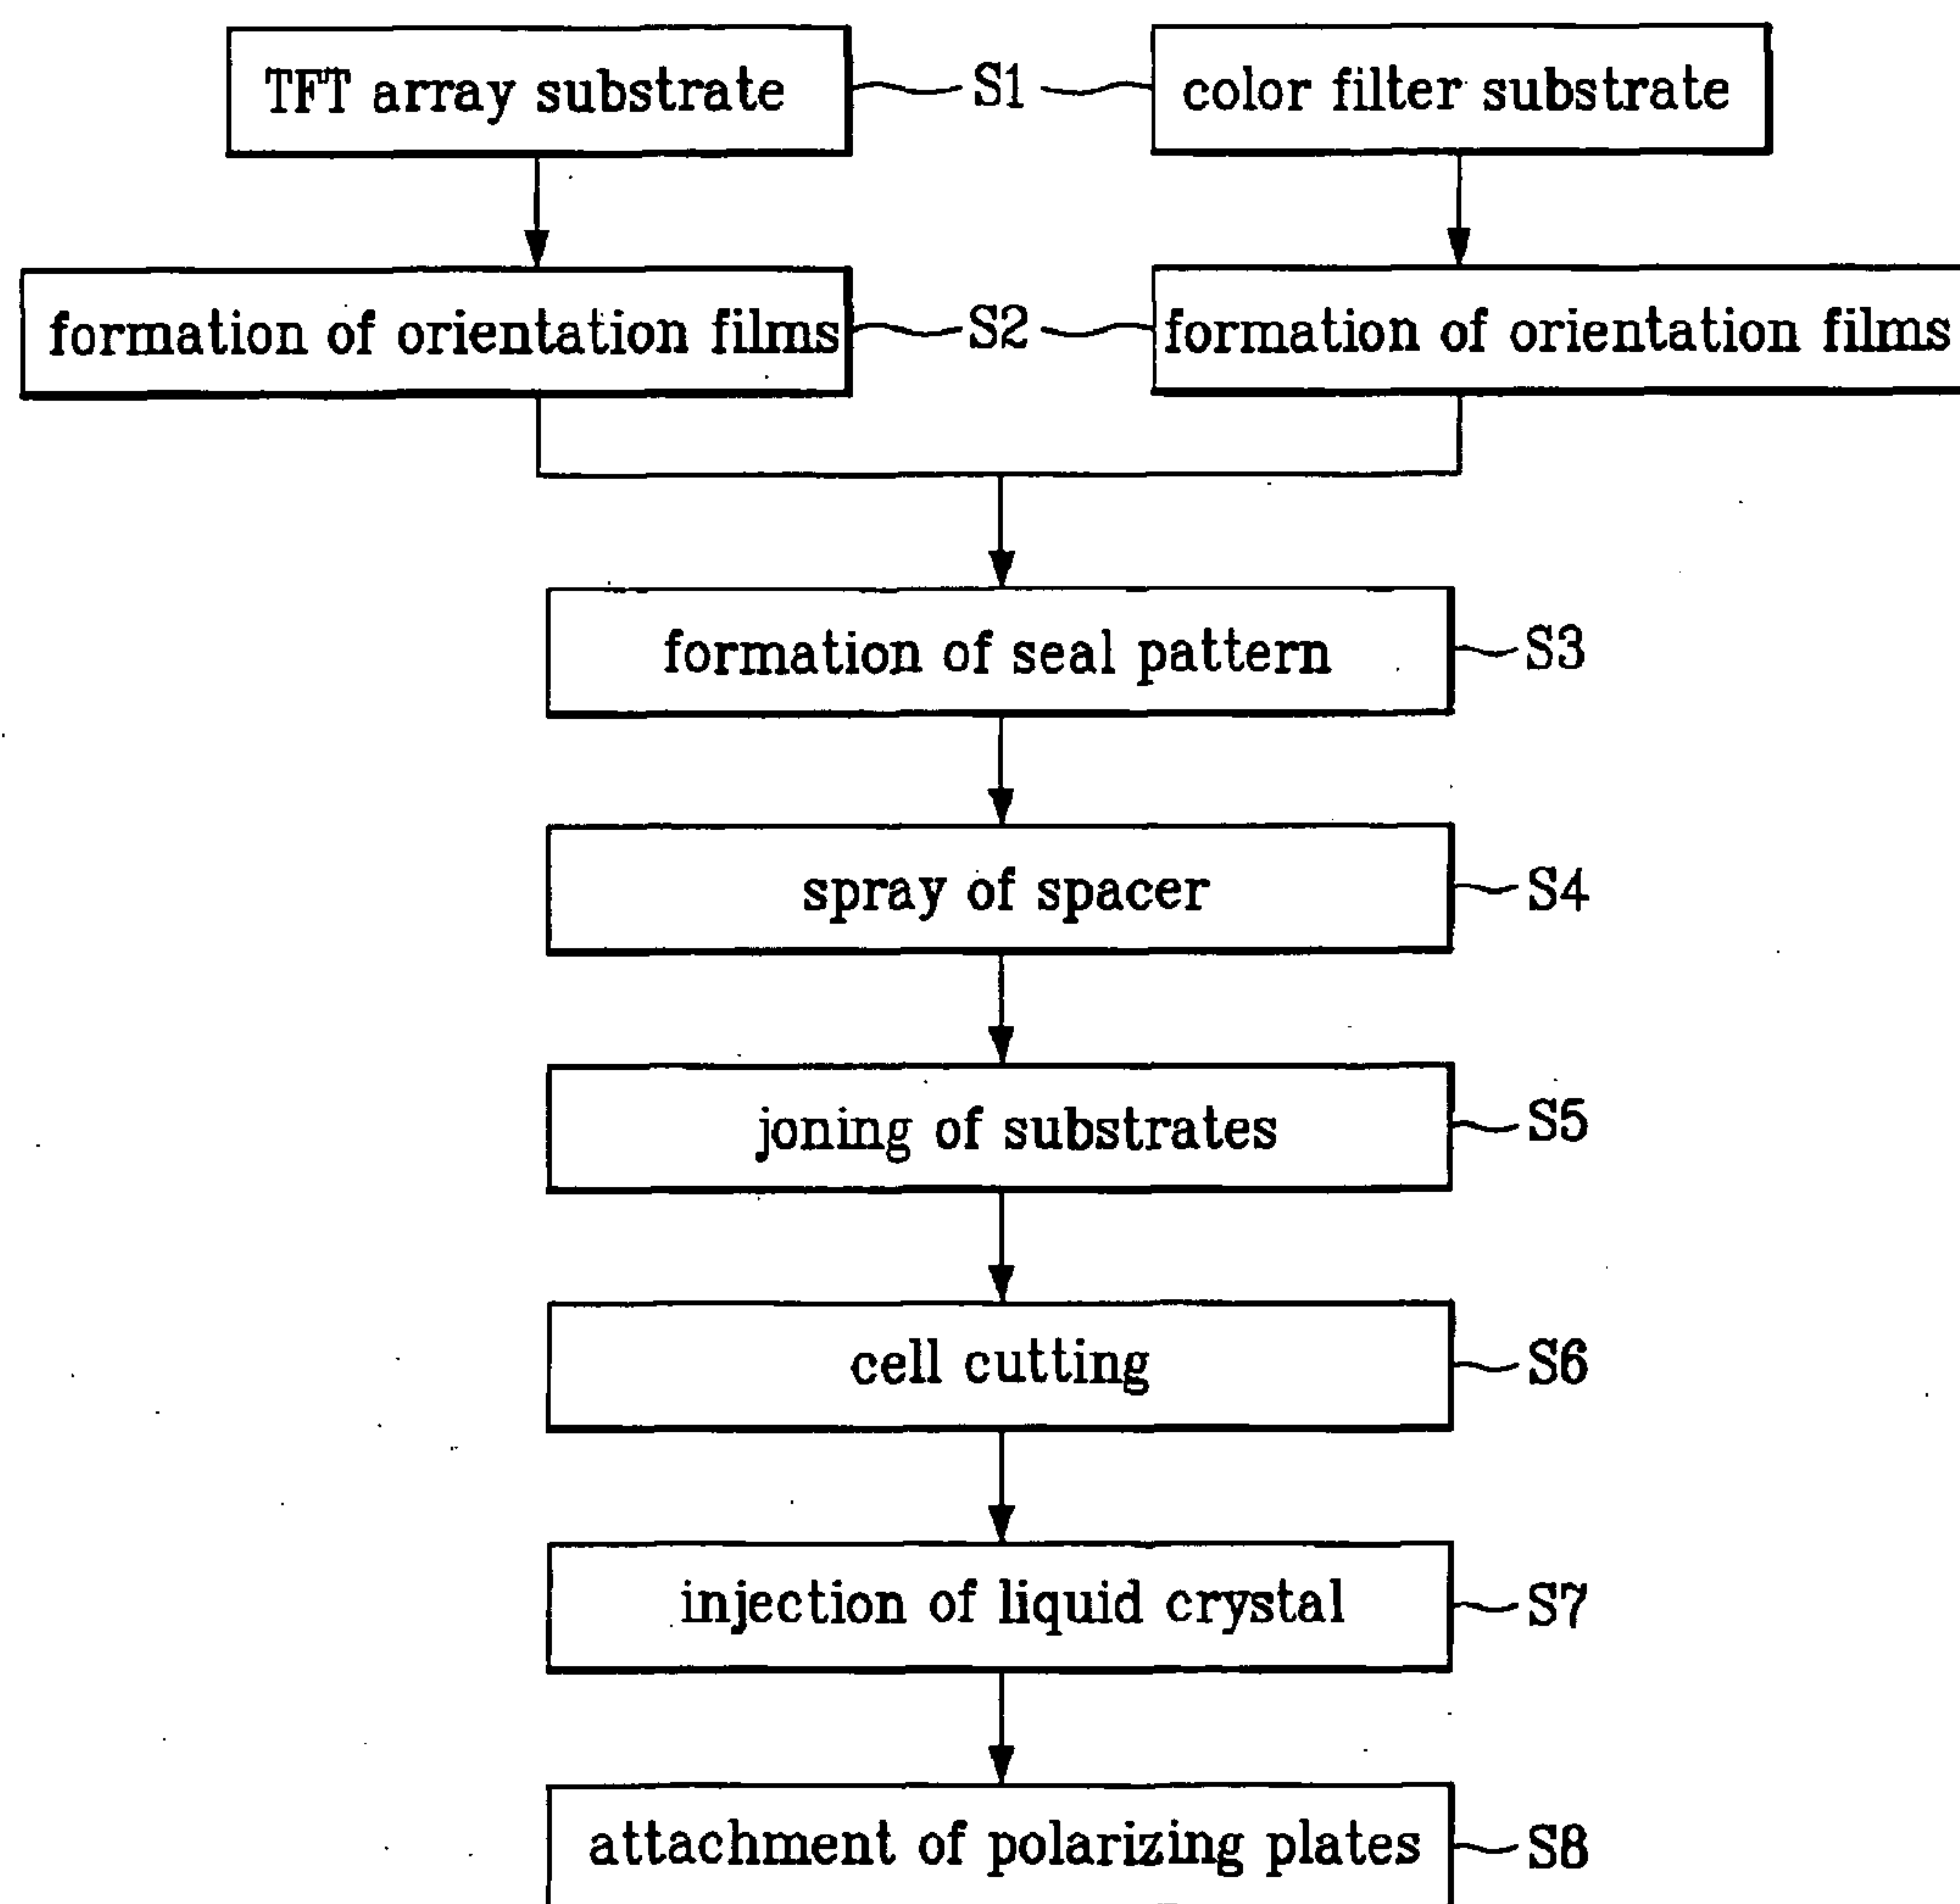 TFT array substrate
S1
color filter substrate
formation of orientation films
S2
formation of orientation films
formation of seal pattern
S3
spray of spacer
S4
joning of substrates
S5
cell cutting
S6
injection of liquid crystal
S7
attachment of polarizing plates
S8